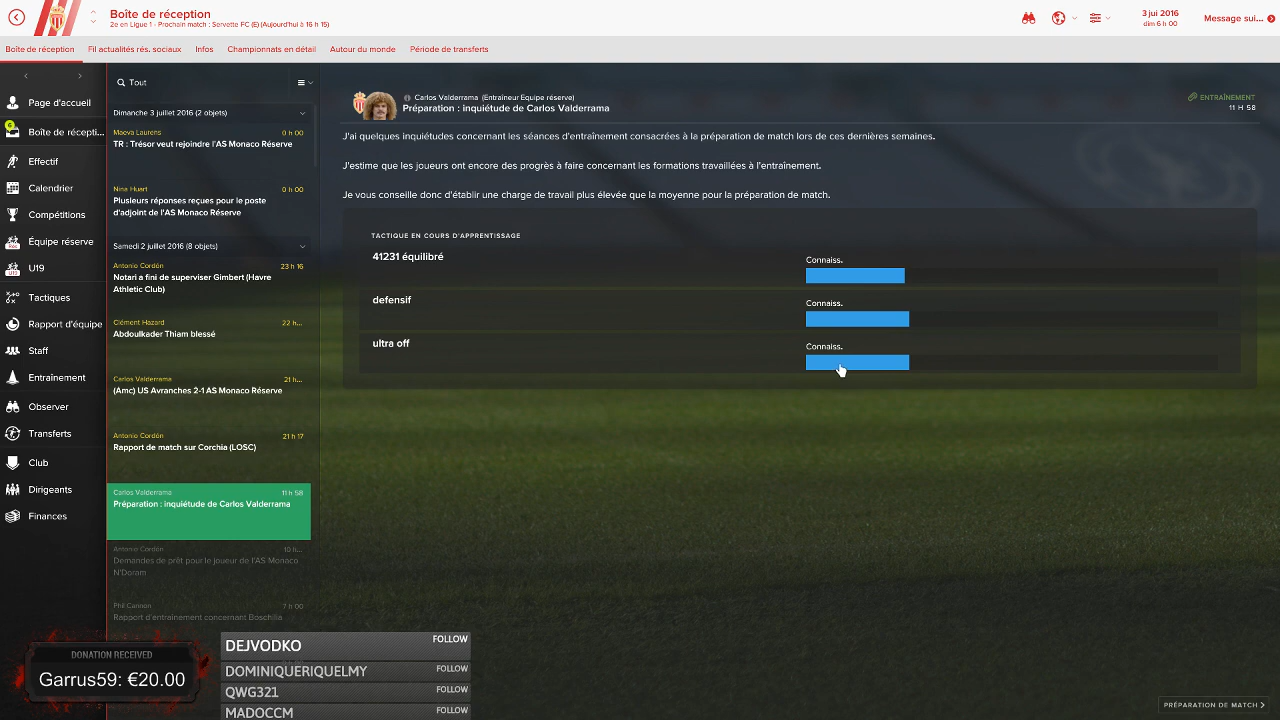 Boîte de réception
2e en Ligue 1 - Prochain match : Servette FC (E) (Aujourd'hui à 16 h 15)
3 jui 2016
dim 6 h 00
Message sui...
Boîte de réception
Fil actualités rés. sociaux
Infos
Championnats en détail
Autour du monde
Période de transferts
Page d'accueil
6
Boîte de récepti...
Effectif
Calendrier
Compétitions
Équipe réserve
U19
Tactiques
Rapport d'équipe
Staff
Entraînement
Observer
Transferts
Club
Dirigeants
Finances
Tout
Dimanche 3 juillet 2016 (2 objets)
Maeva Laurens
0 h 00
TR : Trésor veut rejoindre l'AS Monaco Réserve
Nina Huart
0 h 00
Plusieurs réponses reçues pour le poste
d'adjoint de l'AS Monaco Réserve
Samedi 2 juillet 2016 (8 objets)
Antonio Cordón
23 h 16
Notari a fini de superviser Gimbert (Havre
Athletic Club)
Clément Hazard
22 h...
Abdoulkader Thiam blessé
Carlos Valderrama
21 h...
(Amc) US Avranches 2-1 AS Monaco Réserve
Antonio Cordón
21 h 17
Rapport de match sur Corchia (LOSC)
Carlos Valderrama
11 h 58
Préparation : inquiétude de Carlos Valderrama
Antonio Cordón
10 h...
Demandes de prêt pour le joueur de l'AS Monaco
N'Doram
Phil Cannon
7 h 00
Rapport d'entraînement concernant Boschilia
Carlos Valderrama (Entraîneur Equipe réserve)
Préparation : inquiétude de Carlos Valderrama
ENTRAÎNEMENT
11 H 58
J'ai quelques inquiétudes concernant les séances d'entraînement consacrées à la préparation de match lors de ces dernières semaines.
J'estime que les joueurs ont encore des progrès à faire concernant les formations travaillées à l'entraînement.
Je vous conseille donc d'établir une charge de travail plus élevée que la moyenne pour la préparation de match.
TACTIQUE EN COURS D'APPRENTISSAGE
41231 équilibré
Connaiss.
defensif
Connaiss.
ultra off
Connaiss.
DONATION RECEIVED
Garrus59: €20.00
DEJVODKO FOLLOW
DOMINIQUERIQUELMY FOLLOW
QWG321 FOLLOW
MADOCCM FOLLOW
PRÉPARATION DE MATCH